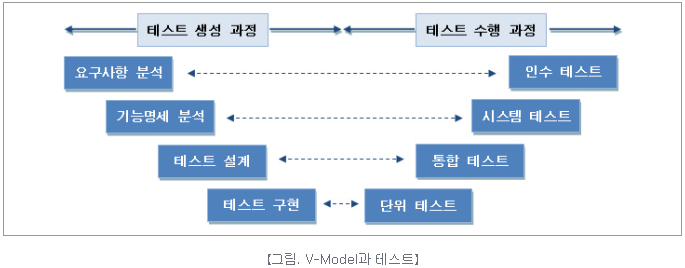 테스트 생성 과정 테스트 수행 과정
요구사항 분석 인수 테스트
기능명세 분석 시스템 테스트
테스트 설계 통합 테스트
테스트 구현 단위 테스트
[그림. V-Model과 테스트]